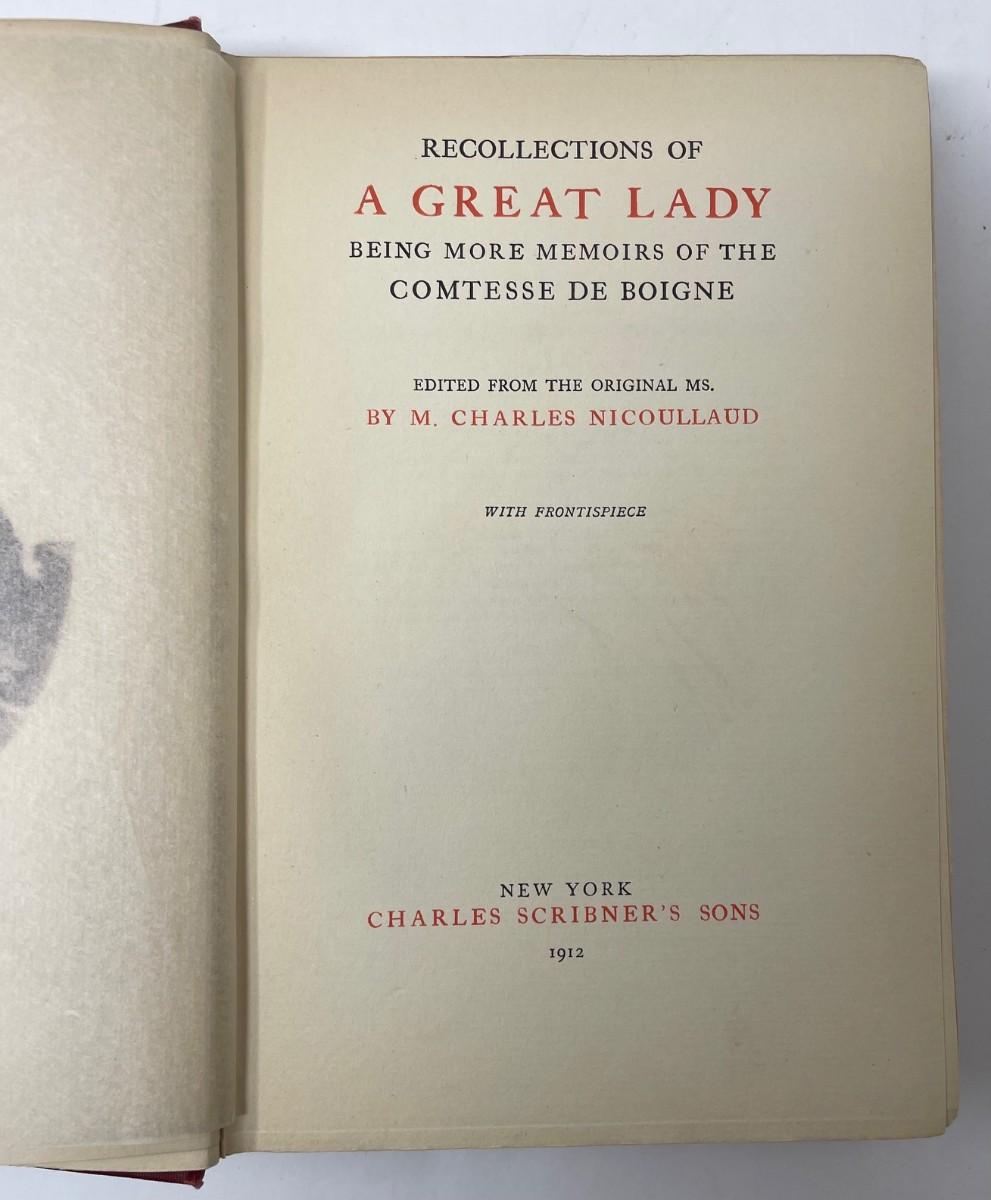 RECOLLECTIONS OF
A GREAT LADY
BEING MORE MEMOIRS OF THE
COMTESSE DE BOIGNE
EDITED FROM THE ORIGINAL MS.
BY M. CHARLES NICOULLAUD
WITH FRONTISPIECE
NEW YORK
CHARLES SCRIBNER'S SONS
1912